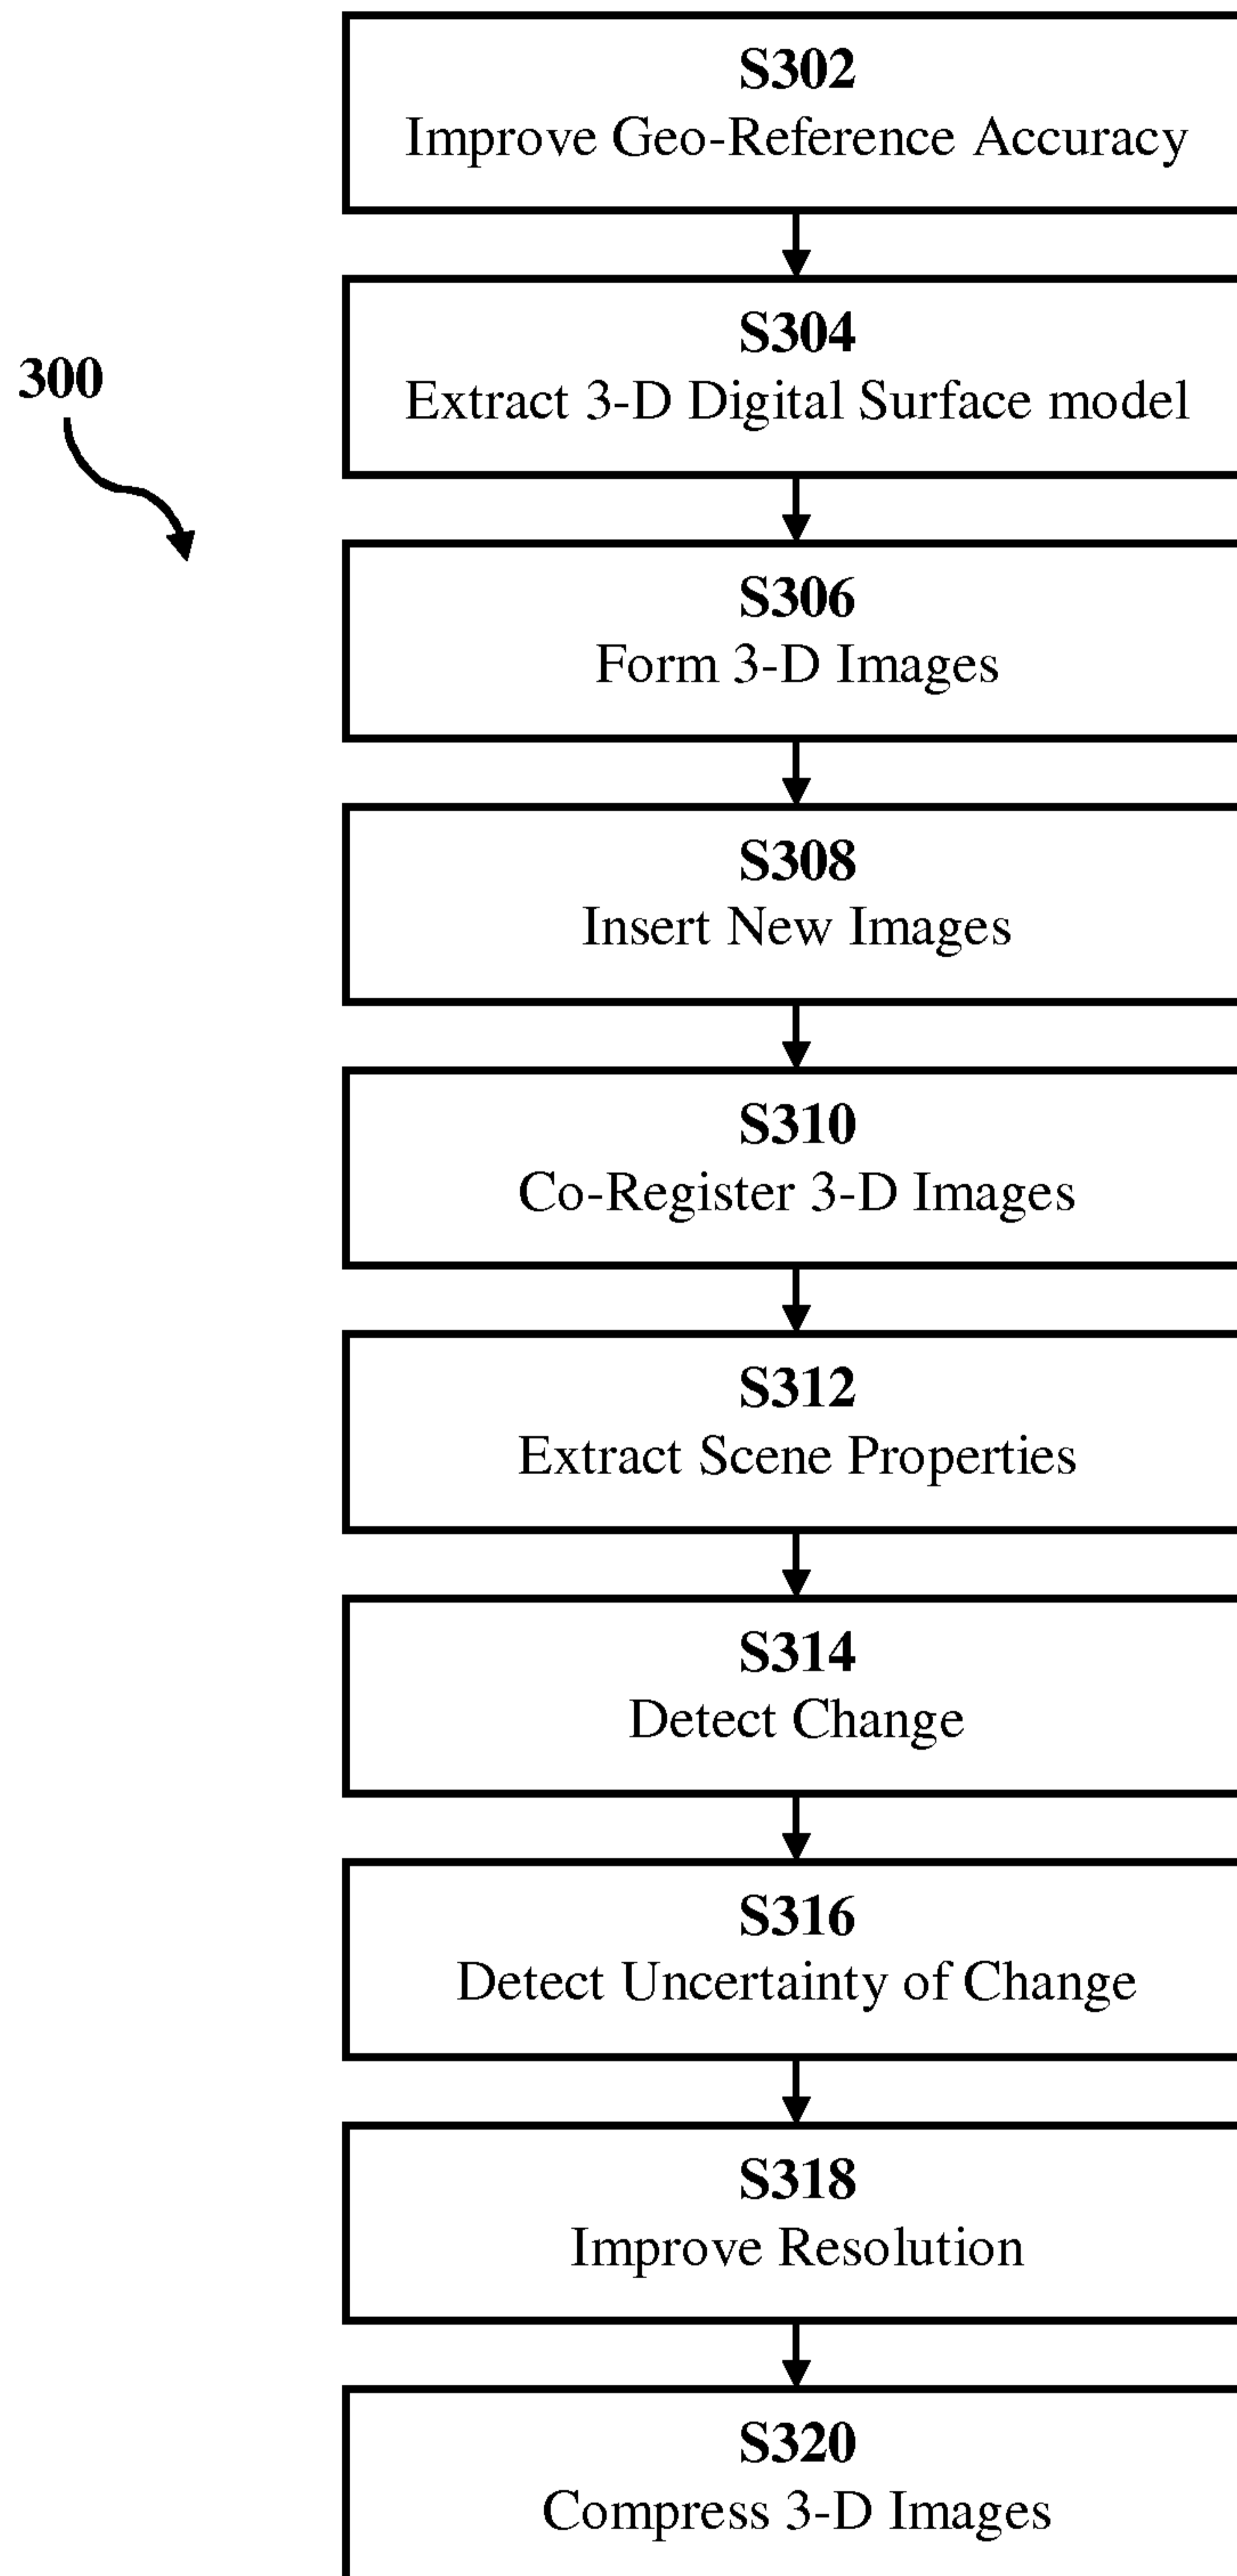 S302
Improve Geo-Reference Accuracy
S304
Extract 3-D Digital Surface model
300
S306
Form 3-D Images
S308
Insert New Images
S310
Co-Register 3-D Images
S312
Extract Scene Properties
S314
Detect Change
S316
Detect Uncertainty of Change
S318
Improve Resolution
S320
Compress 3-D Images